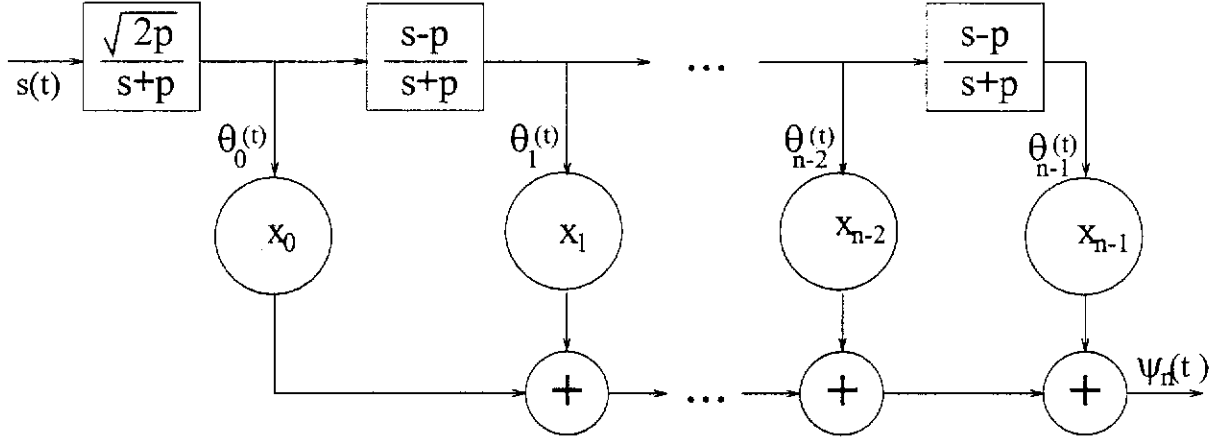 √2p
s+p
s-p
s+p
...
s-p
s+p
s(t)
θ₀(t)
θ₁(t)
θn-2(t)
θn-1(t)
x₀
x₁
xn-2
xn-1
+
...
+
+
ψn(t)